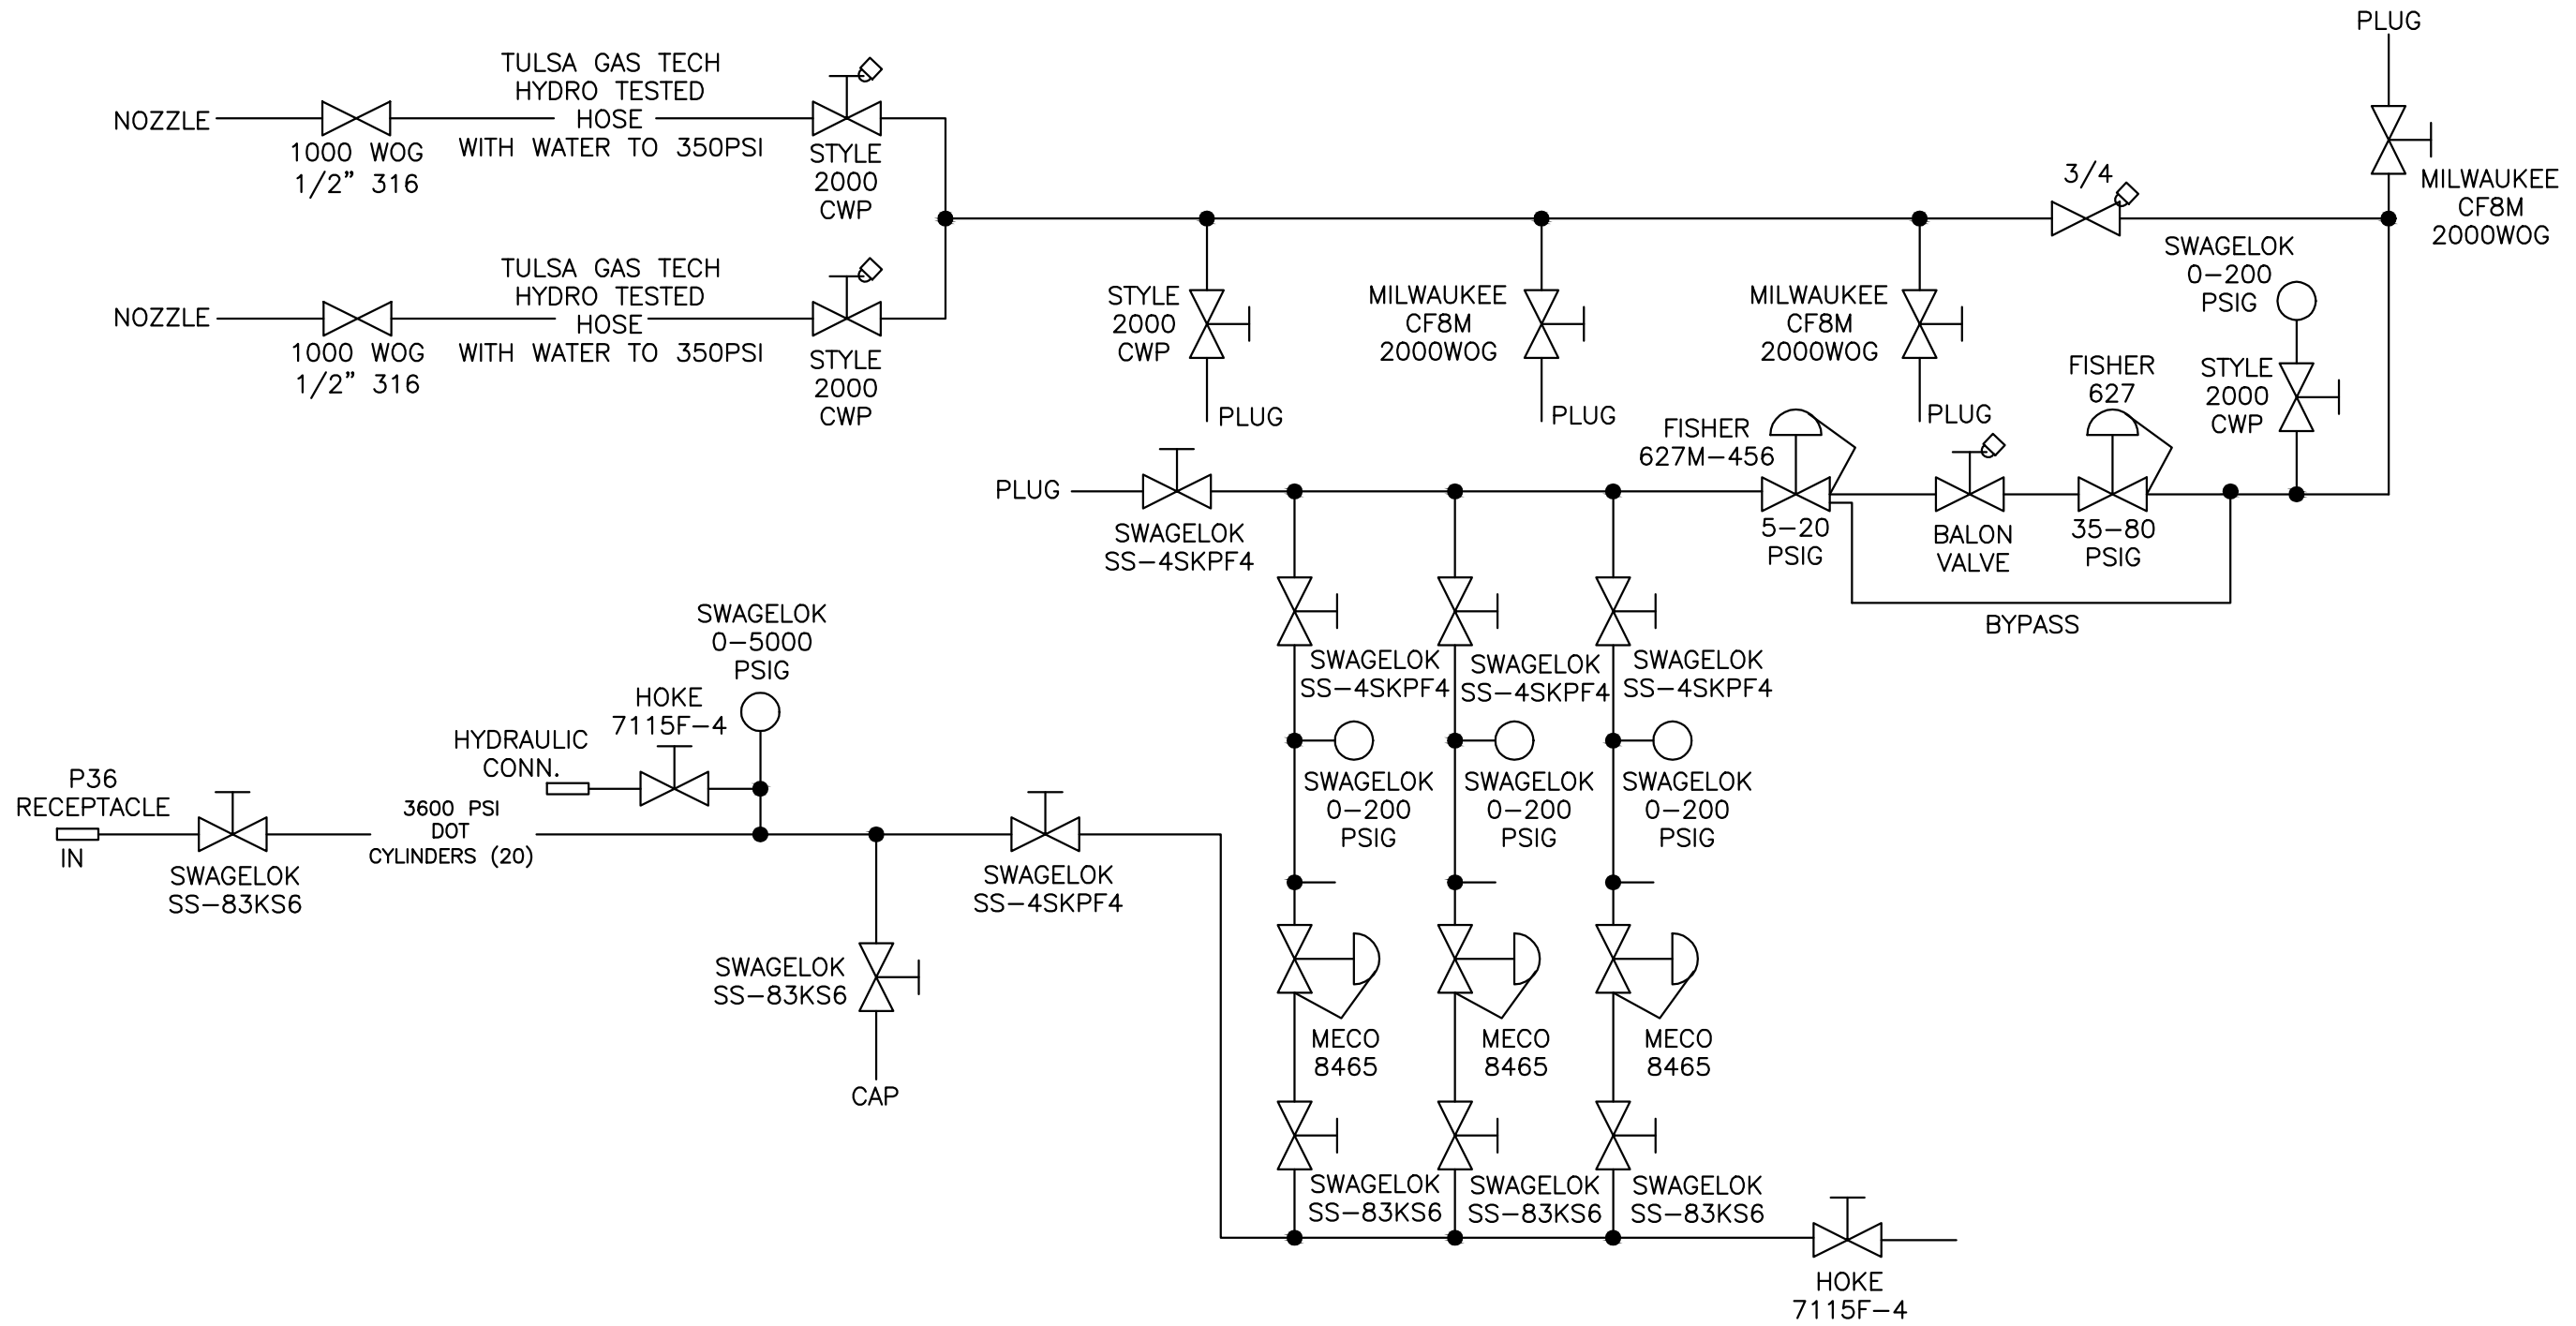 PLUG
TULSA GAS TECH
HYDRO TESTED
HOSE
WITH WATER TO 350PSI
NOZZLE
1000 WOG
1/2" 316
STYLE
2000
CWP
3/4
MILWAUKEE
CF8M
2000WOG
TULSA GAS TECH
HYDRO TESTED
HOSE
WITH WATER TO 350PSI
NOZZLE
1000 WOG
1/2" 316
STYLE
2000
CWP
STYLE
2000
CWP
PLUG
MILWAUKEE
CF8M
2000WOG
PLUG
MILWAUKEE
CF8M
2000WOG
PLUG
SWAGELOK
0-200
PSIG
STYLE
2000
CWP
FISHER
627
35-80
PSIG
BALON
VALVE
FISHER
627M-456
5-20
PSIG
BYPASS
PLUG
SWAGELOK
SS-4SKPF4
SWAGELOK
SS-4SKPF4
SWAGELOK
SS-4SKPF4
SWAGELOK
SS-4SKPF4
SWAGELOK
0-200
PSIG
SWAGELOK
0-200
PSIG
SWAGELOK
0-200
PSIG
SWAGELOK
0-5000
PSIG
HOKE
7115F-4
HYDRAULIC
CONN.
P36
RECEPTACLE
IN
SWAGELOK
SS-83KS6
3600 PSI
DOT
CYLINDERS (20)
SWAGELOK
SS-4SKPF4
SWAGELOK
SS-83KS6
CAP
MECO
8465
MECO
8465
MECO
8465
SWAGELOK
SS-83KS6
SWAGELOK
SS-83KS6
SWAGELOK
SS-83KS6
HOKE
7115F-4